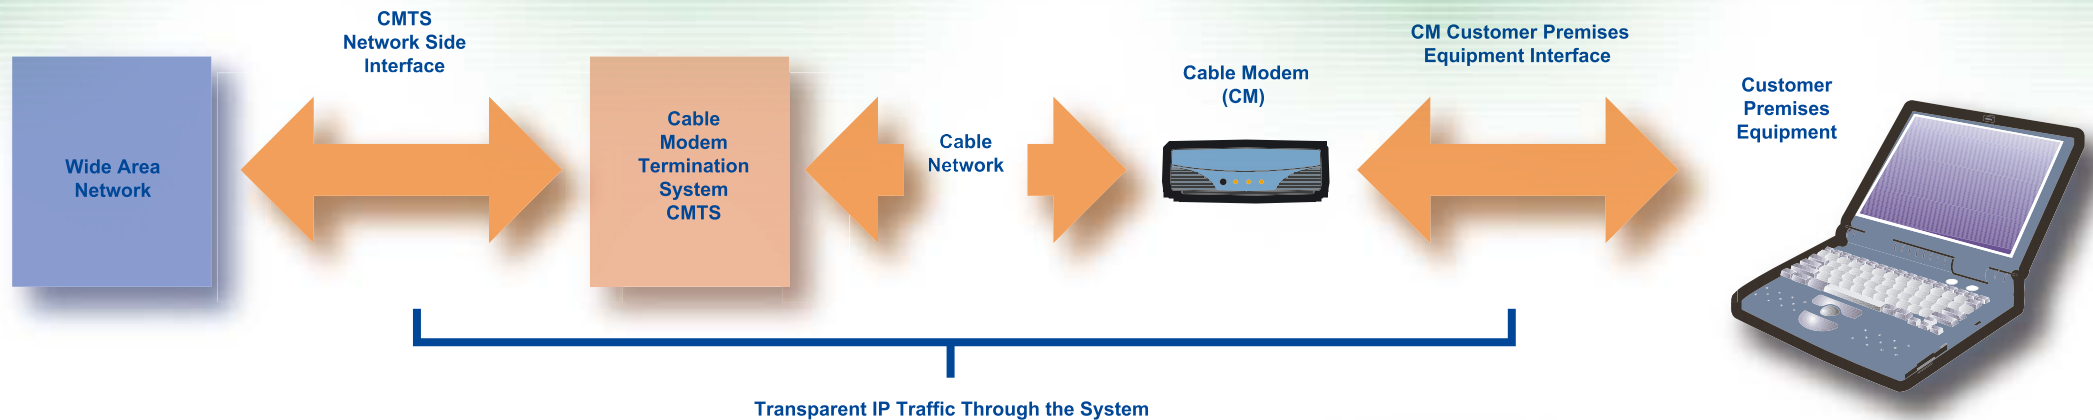 CMTS
Network Side
Interface
Wide Area
Network
Cable
Modem
Termination
System
CMTS
Cable
Network
Cable Modem
(CM)
CM Customer Premises
Equipment Interface
Customer
Premises
Equipment
Transparent IP Traffic Through the System